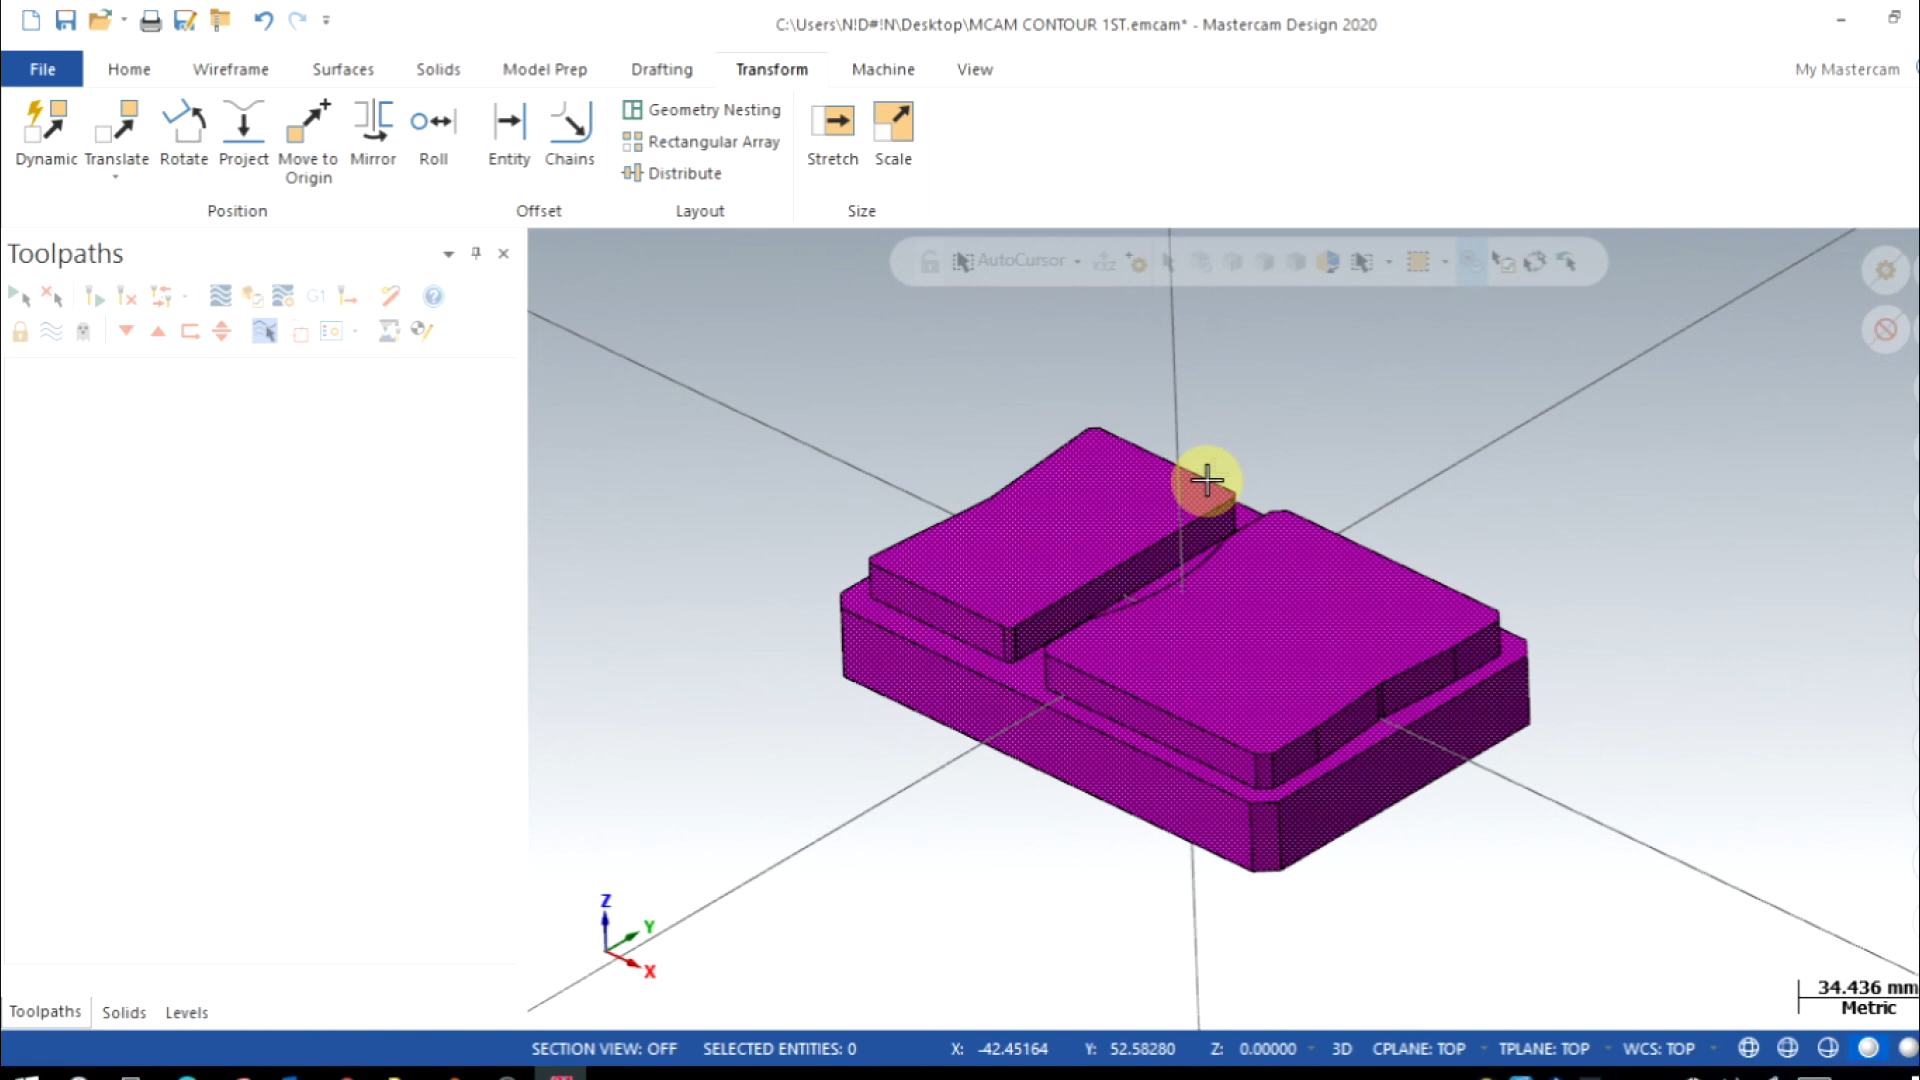 C:\Users\N!D#!N\Desktop\MCAM CONTOUR 1ST.emcam* - Mastercam Design 2020
File Home Wireframe Surfaces Solids Model Prep Drafting Transform Machine View My Mastercam
Dynamic Translate Rotate Project Move to Origin Mirror Roll
Position
Entity Chains
Offset
Geometry Nesting
Rectangular Array
Distribute
Layout
Stretch Scale
Size
Toolpaths
G1
AutoCursor
XYZ
Z
Y
X
34.436 mm
Metric
Toolpaths Solids Levels
SECTION VIEW: OFF SELECTED ENTITIES: 0 X: -42.45164 Y: 52.58280 Z: 0.00000 3D CPLANE: TOP TPLANE: TOP WCS: TOP